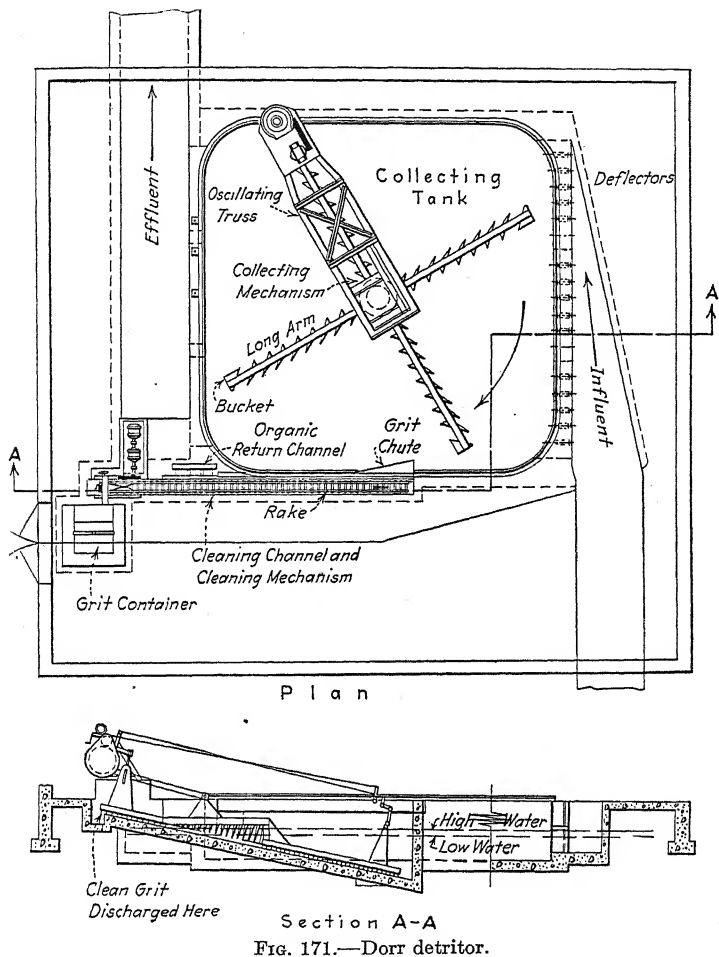 Effluent
Oscillating
Truss
Collecting
Tank
Deflectors
Collecting
Mechanism
Long Arm
A
A
Bucket
Organic
Return Channel
Grit
Chute
Influent
Rake
Cleaning Channel and
Cleaning Mechanism
Grit Container
Plan
High Water
Low Water
Clean Grit
Discharged Here
Section A-A
FIG. 171.—Dorr detritor.